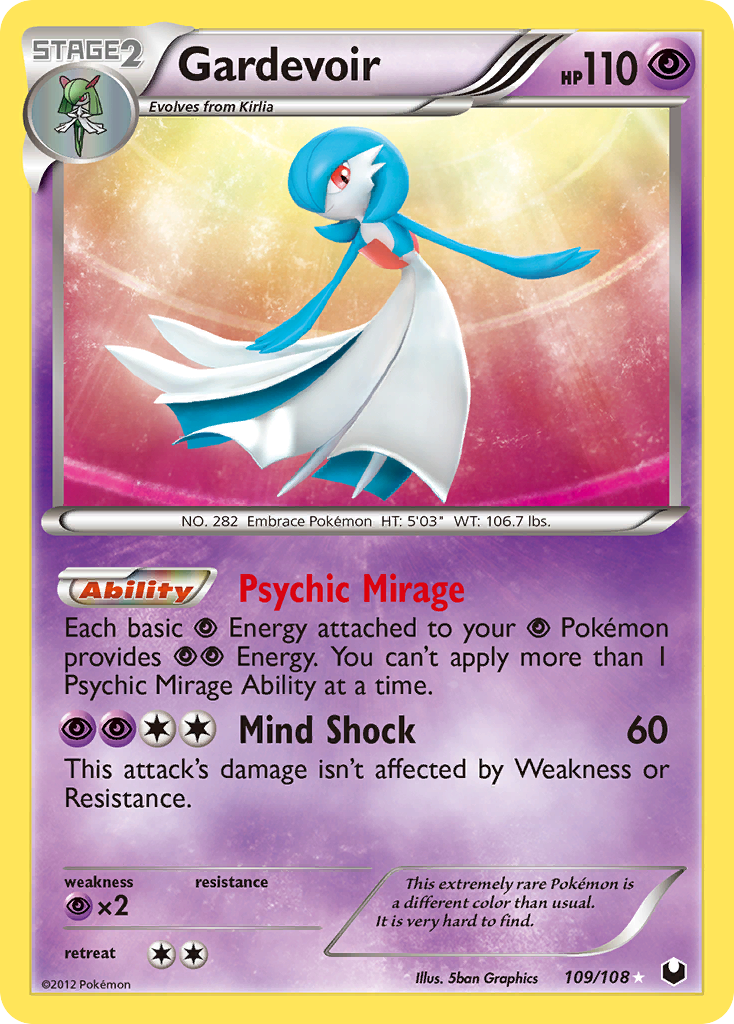 STAGE2
Gardevoir
HP110
Evolves from Kirlia
NO. 282 Embrace Pokémon HT: 5'03" WT: 106.7 lbs.
Ability Psychic Mirage
Each basic Energy attached to your Pokémon
provides Energy. You can't apply more than 1
Psychic Mirage Ability at a time.
Mind Shock 60
This attack's damage isn't affected by Weakness or
Resistance.
weakness resistance
×2
retreat
This extremely rare Pokémon is
a different color than usual.
It is very hard to find.
©2012 Pokémon
Illus. 5ban Graphics 109/108